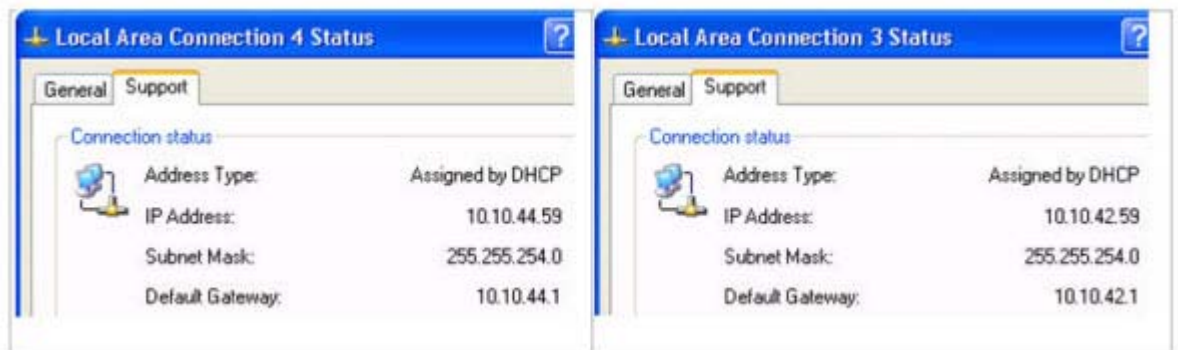 Local Area Connection 4 Status ?
General Support
Connection status
Address Type: Assigned by DHCP
IP Address: 10.10.44.59
Subnet Mask: 255.255.254.0
Default Gateway: 10.10.44.1
Local Area Connection 3 Status ?
General Support
Connection status
Address Type: Assigned by DHCP
IP Address: 10.10.42.59
Subnet Mask: 255.255.254.0
Default Gateway: 10.10.42.1